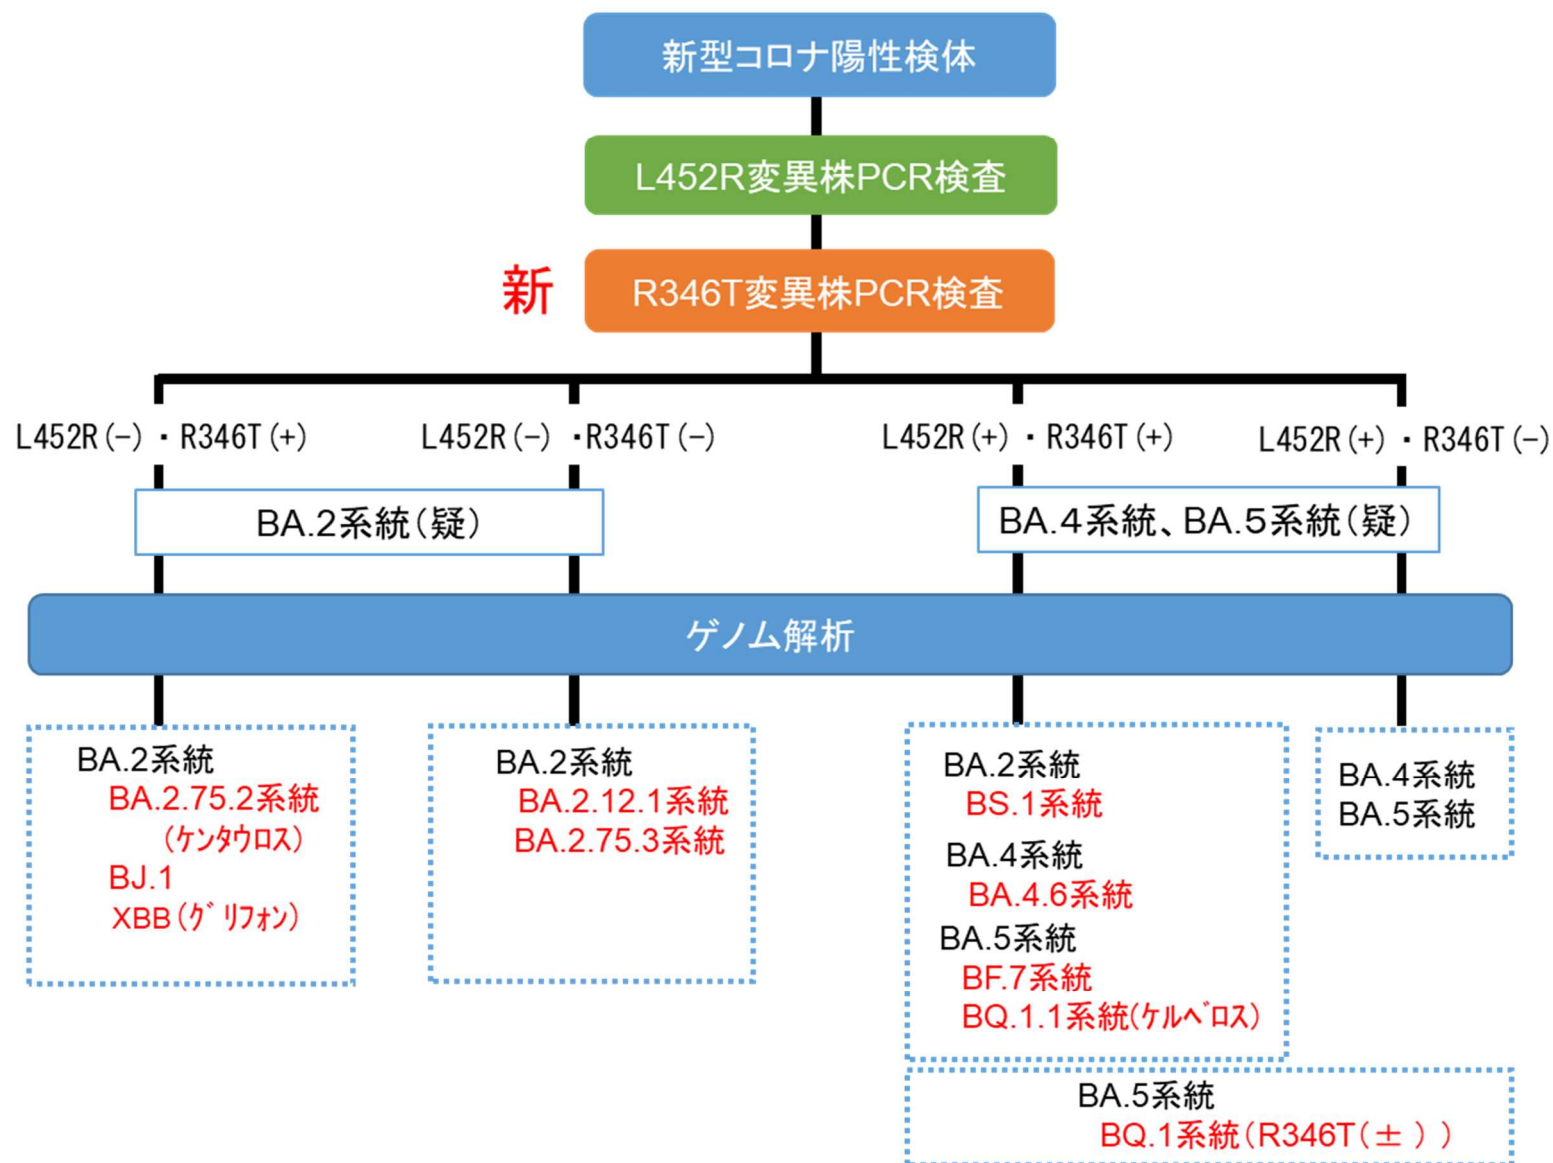 新型コロナ陽性検体
L452R変異株PCR検査
新
R346T変異株PCR検査
L452R(−)・R346T(+)
L452R(−)・R346T(−)
L452R(+)・R346T(+)
L452R(+)・R346T(−)
BA.2系統(疑)
BA.4系統、BA.5系統(疑)
ゲノム解析
BA.2系統
BA.2.75.2系統
(ケンタウロス)
BJ.1
XBB(グリフォン)
BA.2系統
BA.2.12.1系統
BA.2.75.3系統
BA.2系統
BS.1系統
BA.4系統
BA.4.6系統
BA.5系統
BF.7系統
BQ.1.1系統(ケルベロス)
BA.4系統
BA.5系統
BA.5系統
BQ.1系統(R346T(±))